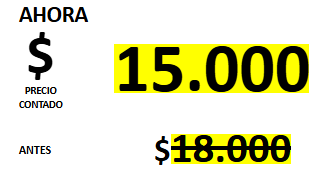 AHORA
$ 15.000
PRECIO
CONTADO
ANTES $18.000